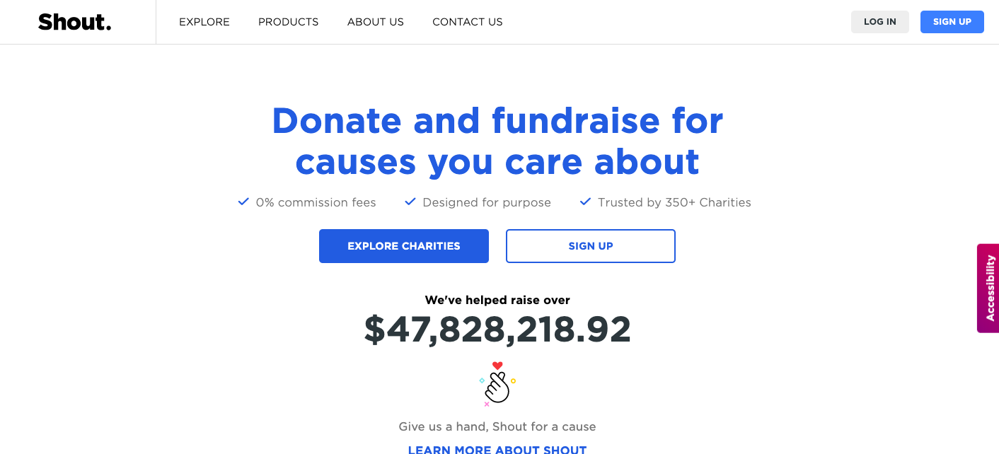 Shout.
EXPLORE
PRODUCTS
ABOUT US
CONTACT US
LOG IN
SIGN UP
Donate and fundraise for
causes you care about
0% commission fees
Designed for purpose
Trusted by 350+ Charities
EXPLORE CHARITIES
SIGN UP
Accessibility
We've helped raise over
$47,828,218.92
Give us a hand, Shout for a cause
LEARN MORE ABOUT SHOUT